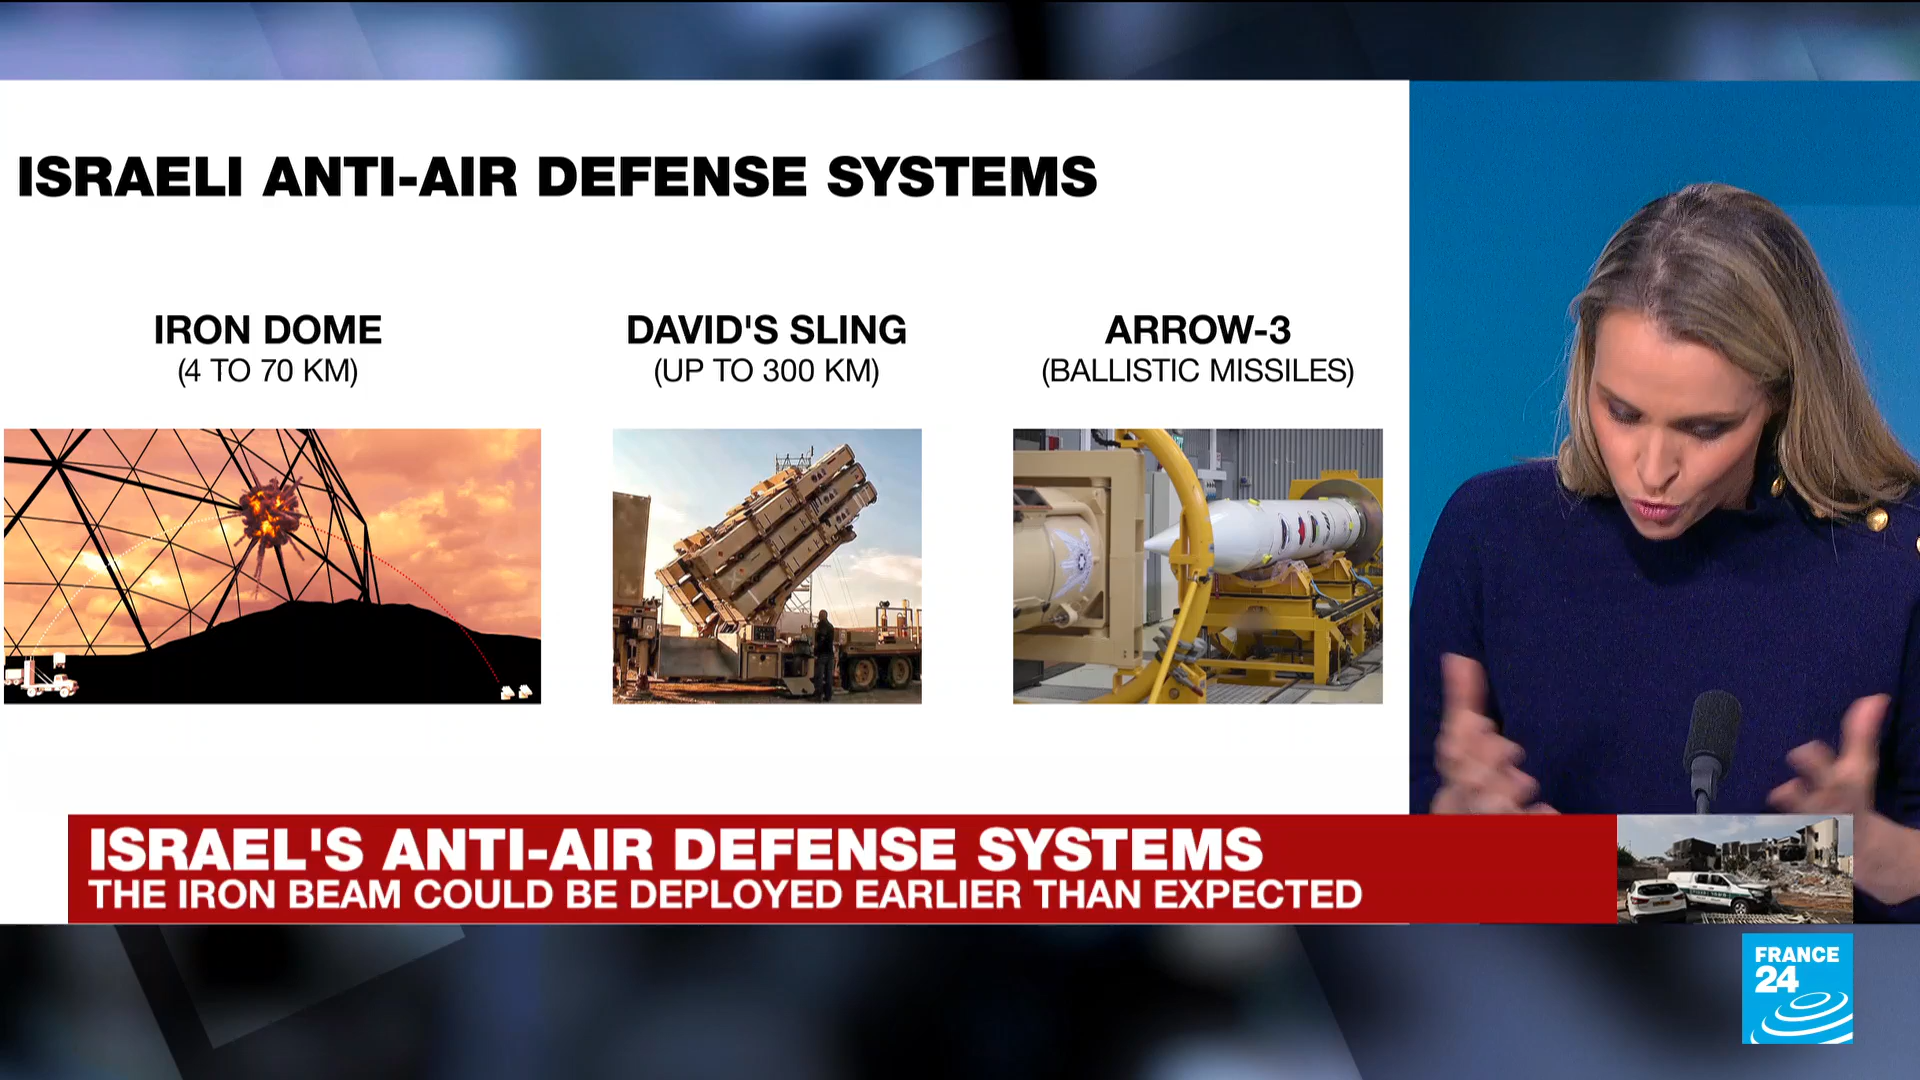 ISRAELI ANTI-AIR DEFENSE SYSTEMS
IRON DOME
(4 TO 70 KM)
DAVID'S SLING
(UP TO 300 KM)
ARROW-3
(BALLISTIC MISSILES)
ISRAEL'S ANTI-AIR DEFENSE SYSTEMS
THE IRON BEAM COULD BE DEPLOYED EARLIER THAN EXPECTED
FRANCE
24